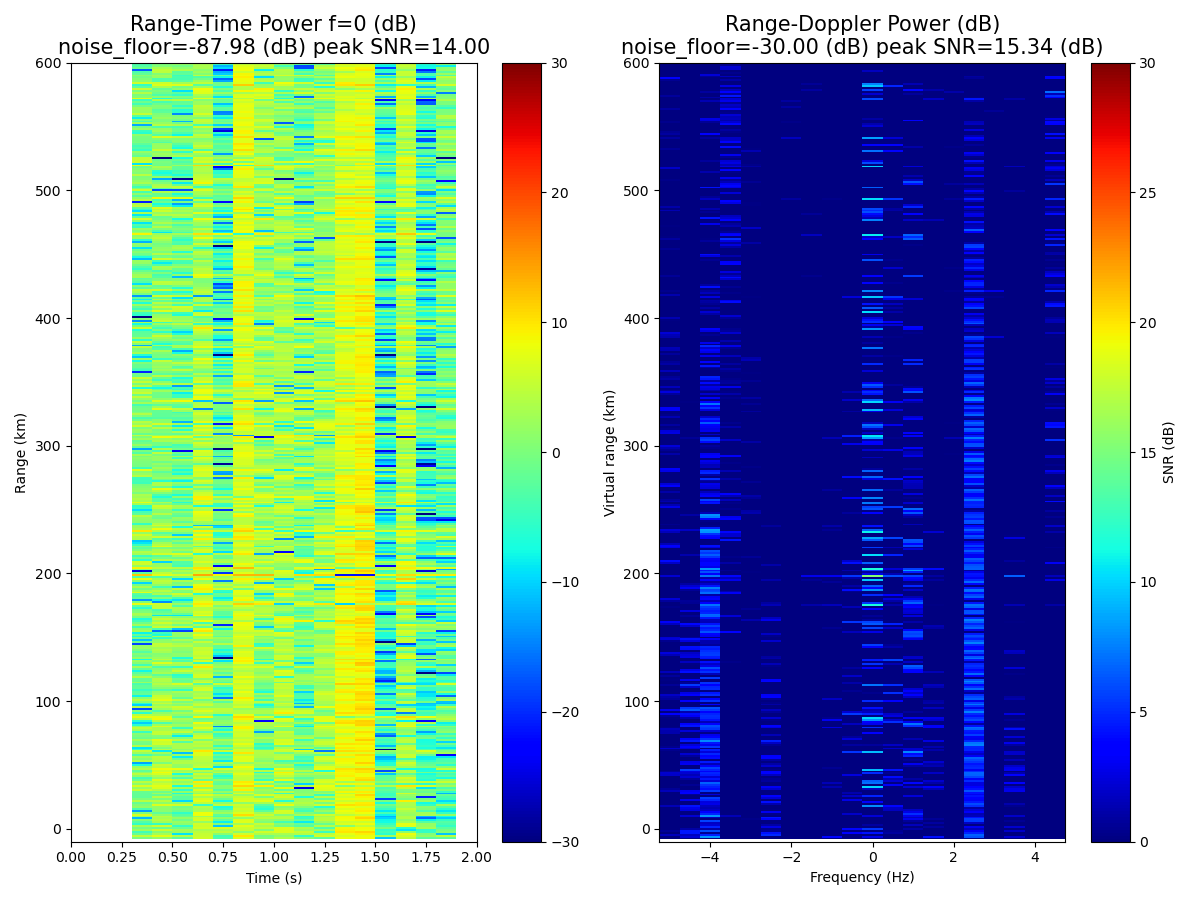 Range-Time Power f=0 (dB)
noise_floor=-87.98 (dB) peak SNR=14.00
600
500
400
300
200
100
0
Range (km)
0.00 0.25 0.50 0.75 1.00 1.25 1.50 1.75 2.00
Time (s)
30
20
10
0
−10
−20
−30
Range-Doppler Power (dB)
noise_floor=-30.00 (dB) peak SNR=15.34 (dB)
600
500
400
300
200
100
0
Virtual range (km)
−4 −2 0 2 4
Frequency (Hz)
30
25
20
15
10
5
0
SNR (dB)